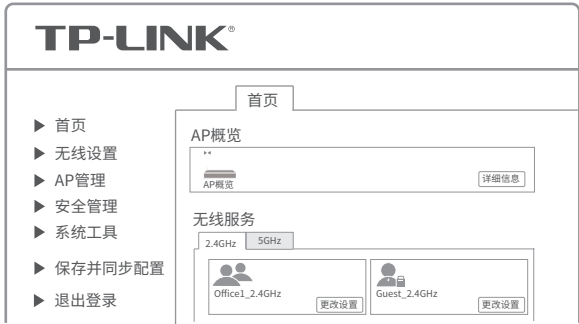 TP-LINK®
首页
▶ 首页
▶ 无线设置
▶ AP管理
▶ 安全管理
▶ 系统工具
▶ 保存并同步配置
▶ 退出登录
AP概览
AP概览
详细信息
无线服务
2.4GHz 5GHz
Office1_2.4GHz
更改设置
Guest_2.4GHz
更改设置